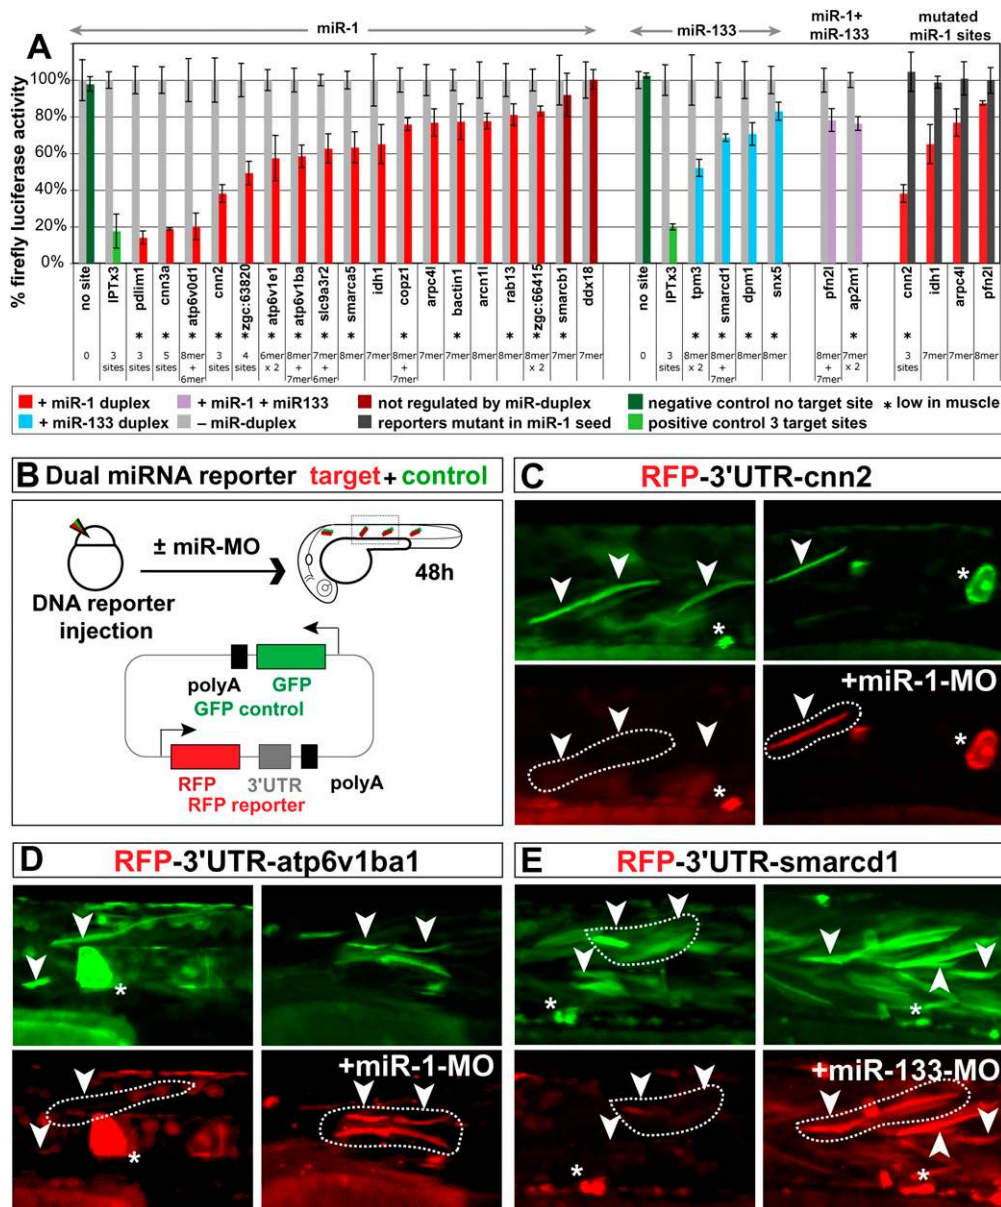 miR-1
miR-133
miR-1+
miR-133
mutated
miR-1 sites
A
% firefly luciferase activity
100%
80%
60%
40%
20%
0%
no site
IPTx3
pdlim1
cnn3a
atp6v0d1
cnn2
zgc:63820
atp6v1e1
atp6v1ba
slc9a3r2
smarca5
idh1
copz1
arpc4l
bactin1
arcn1l
rab13
zgc:66415
smarcb1
ddx18
no site
IPTx3
tpm3
smarcd1
dpm1
snx5
pfn2l
ap2m1
cnn2
idh1
arpc4l
pfn2l
* * * * * * * * * * * * * * * * * * * *
0
3 sites
3 sites
5 sites
8mer + 6mer
3 sites
4 sites
6mer x 2
8mer + 7mer
7mer + 6mer
8mer
7mer
8mer + 7mer
7mer
7mer
8mer
7mer
8mer x 2
7mer
7mer
0
3 sites
8mer x 2
8mer + 7mer
8mer
8mer
8mer + 7mer
7mer x 2
3 sites
7mer
7mer
8mer
+ miR-1 duplex
+ miR-1 + miR133
not regulated by miR-duplex
negative control no target site
* low in muscle
+ miR-133 duplex
– miR-duplex
reporters mutant in miR-1 seed
positive control 3 target sites
B Dual miRNA reporter target + control
± miR-MO
48h
DNA reporter
injection
polyA GFP
GFP control
RFP 3'UTR polyA
RFP reporter
C RFP-3'UTR-cnn2
*
*
+miR-1-MO
*
*
D RFP-3'UTR-atp6v1ba1
*
+miR-1-MO
*
E RFP-3'UTR-smarcd1
*
*
+miR-133-MO
*
*